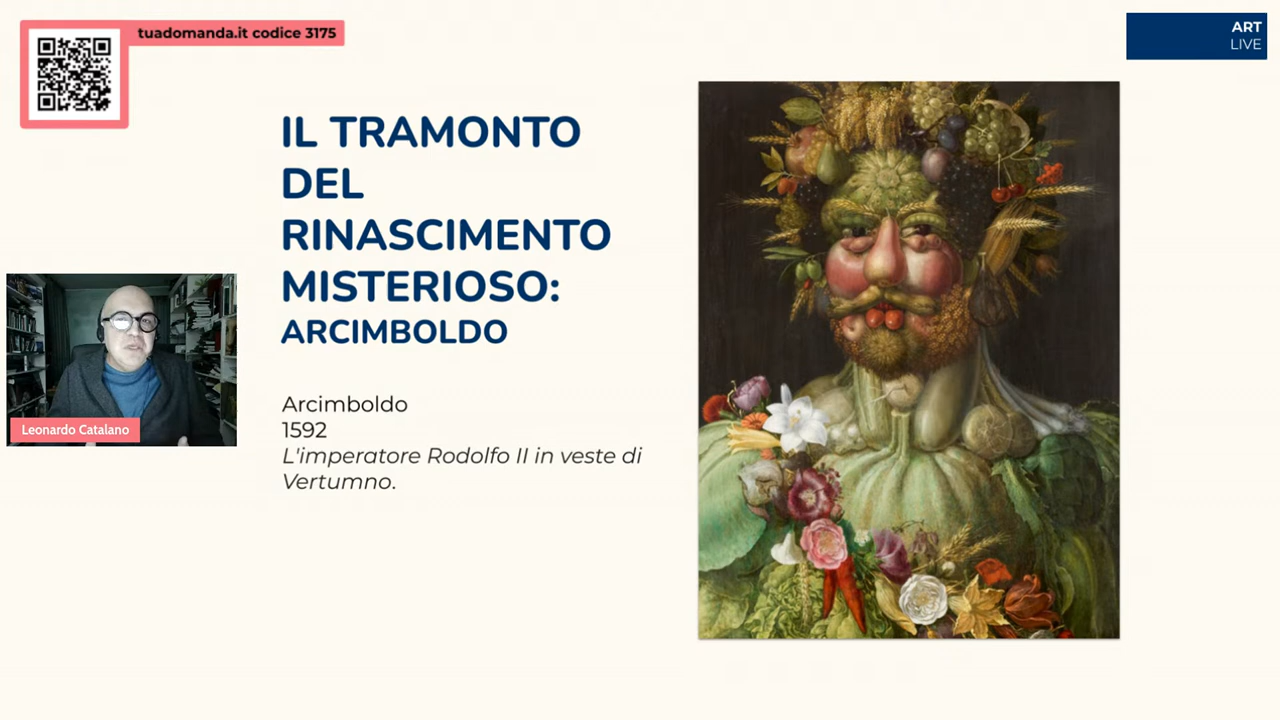 tuadomanda.it codice 3175
ART
LIVE
IL TRAMONTO
DEL
RINASCIMENTO
MISTERIOSO:
ARCIMBOLDO
Leonardo Catalano
Arcimboldo
1592
L'imperatore Rodolfo II in veste di
Vertumno.